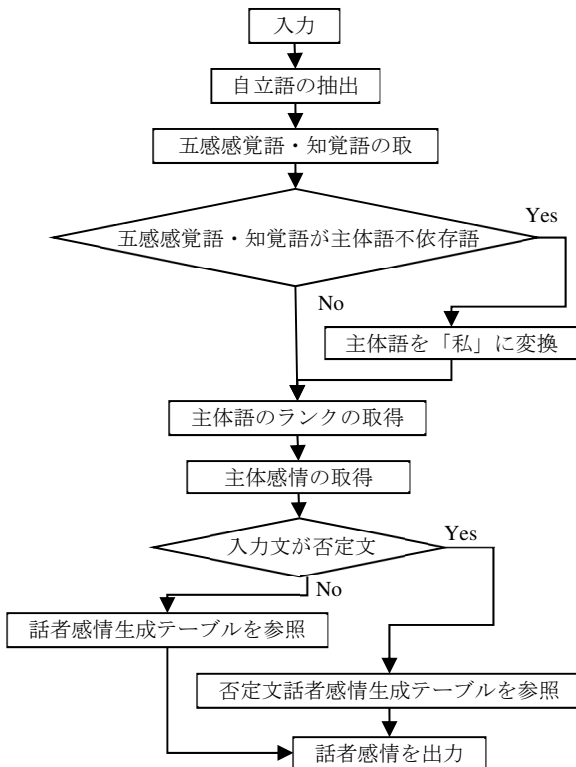 入力
自立語の抽出
五感感覚語・知覚語の取
五感感覚語・知覚語が主体語不依存語
Yes
No
主体語を「私」に変換
主体語のランクの取得
主体感情の取得
入力文が否定文
Yes
No
話者感情生成テーブルを参照
否定文話者感情生成テーブルを参照
話者感情を出力